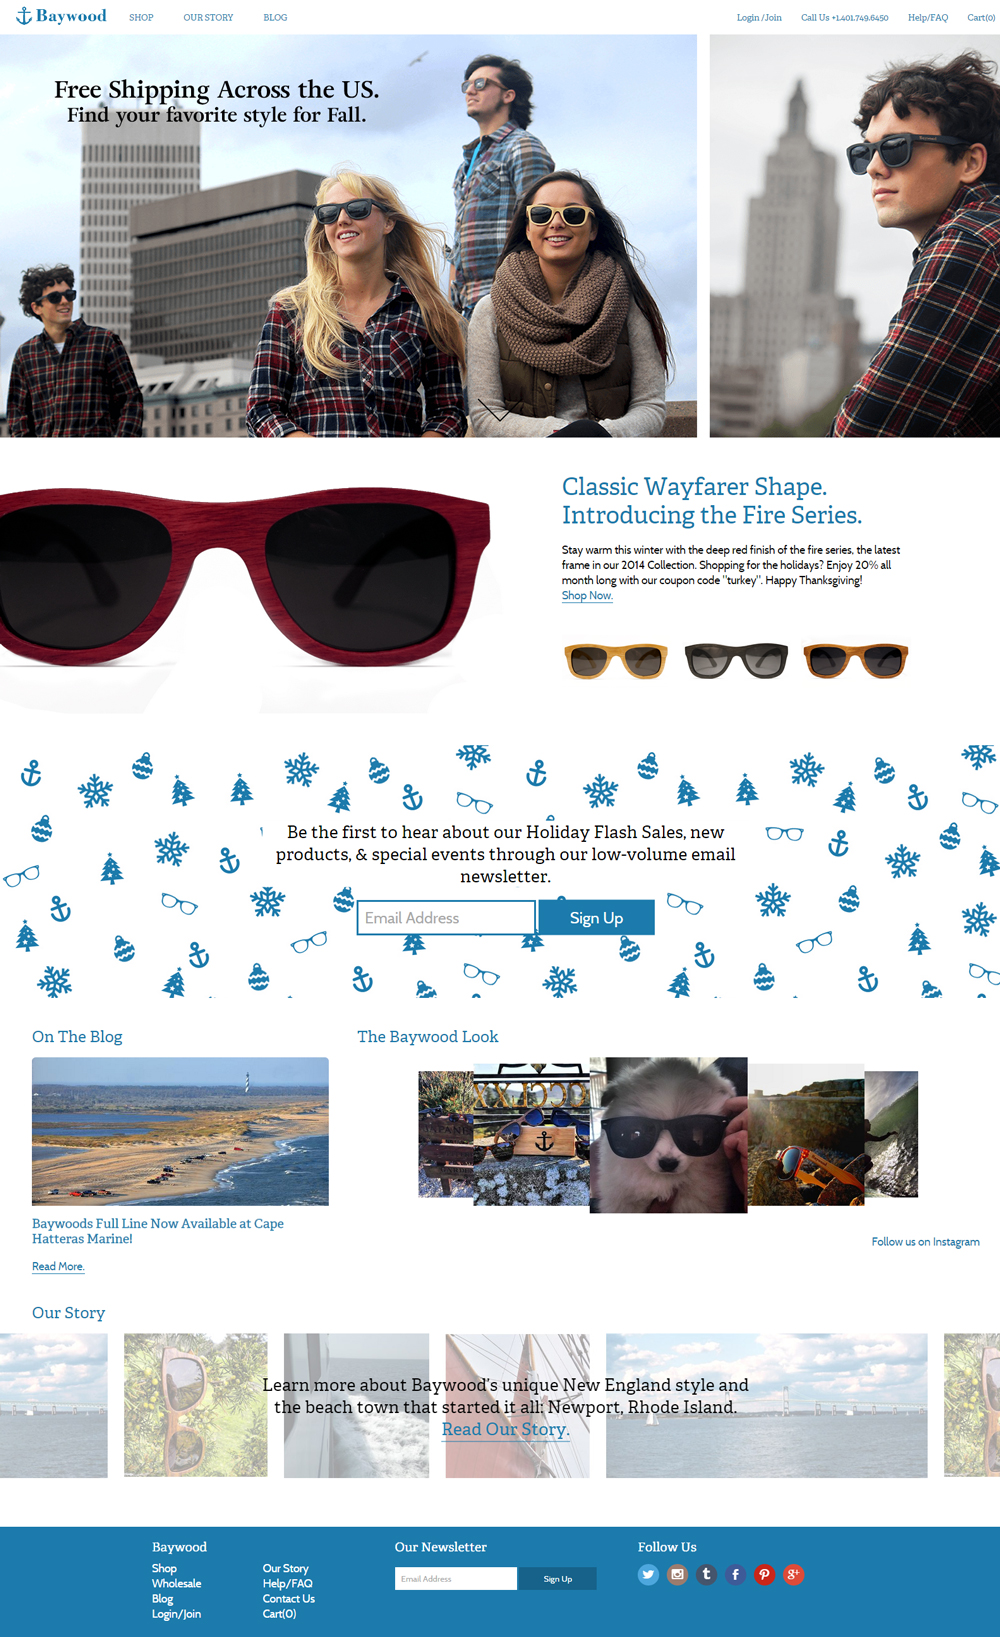 Baywood SHOP OUR STORY BLOG Login /Join Call Us +1.401.749.6450 Help/FAQ Cart(0)
Free Shipping Across the US.
Find your favorite style for Fall.
Classic Wayfarer Shape.
Introducing the Fire Series.
Stay warm this winter with the deep red finish of the fire series, the latest
frame in our 2014 Collection. Shopping for the holidays? Enjoy 20% all
month long with our coupon code "turkey". Happy Thanksgiving!
Shop Now.
Be the first to hear about our Holiday Flash Sales, new
products, & special events through our low-volume email
newsletter.
Email Address Sign Up
On The Blog
Baywoods Full Line Now Available at Cape
Hatteras Marine!
Read More.
The Baywood Look
Follow us on Instagram
Our Story
Learn more about Baywood's unique New England style and
the beach town that started it all: Newport, Rhode Island.
Read Our Story.
Baywood
Shop
Wholesale
Blog
Login/Join
Our Story
Help/FAQ
Contact Us
Cart(0)
Our Newsletter
Email Address Sign Up
Follow Us